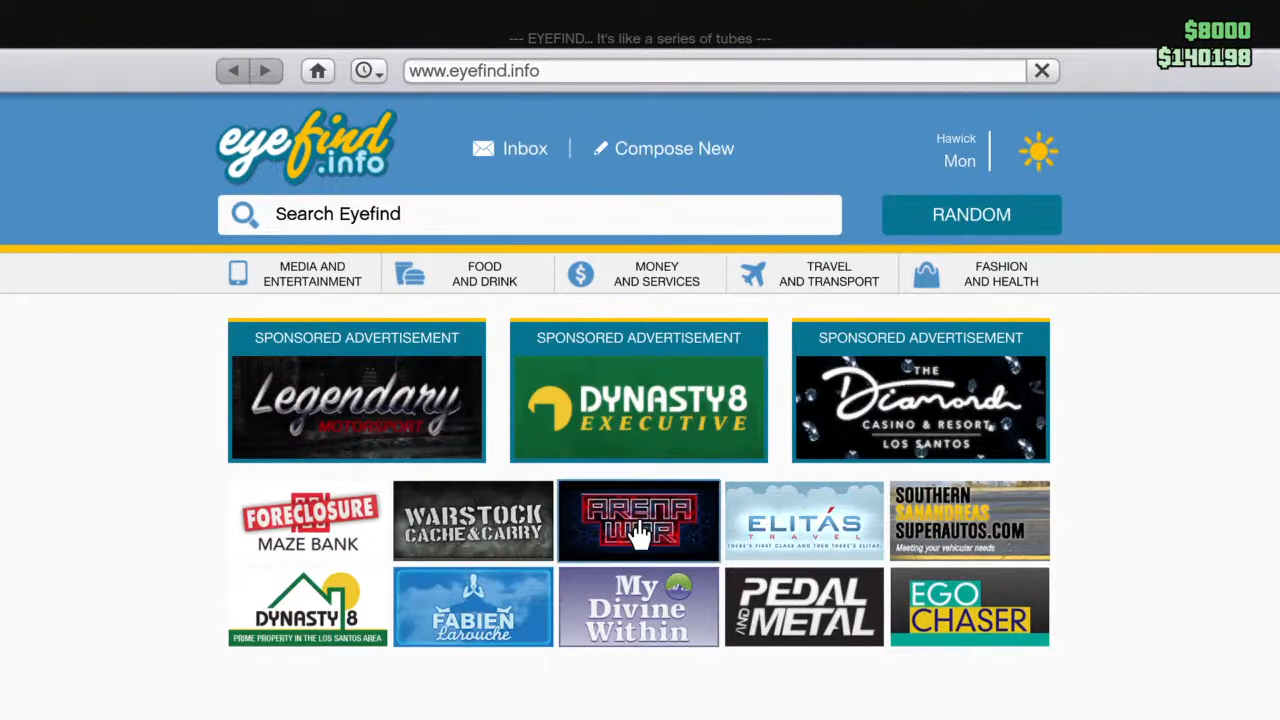 $8000
--- EYEFIND... It's like a series of tubes ---
$140198
www.eyefind.info
eyefind
.info
Inbox
Compose New
Hawick
Mon
Search Eyefind
RANDOM
MEDIA AND
ENTERTAINMENT
FOOD
AND DRINK
MONEY
AND SERVICES
TRAVEL
AND TRANSPORT
FASHION
AND HEALTH
SPONSORED ADVERTISEMENT
Legendary
MOTORSPORT
SPONSORED ADVERTISEMENT
DYNASTY8
EXECUTIVE
SPONSORED ADVERTISEMENT
THE
Diamond
CASINO & RESORT
LOS SANTOS
FORECLOSURE
MAZE BANK
WARSTOCK
CACHE&CARRY
ARENA
WAR
ELITÁS
TRAVEL
THERE'S FIRST CLASS AND THEN THERE'S ELITAS
SOUTHERN
SANANDREAS
SUPERAUTOS.COM
Meeting your vehicular needs
DYNASTY 8
PRIME PROPERTY IN THE LOS SANTOS AREA
FABIEN
Larouche
My
Divine
Within
PEDAL
AND METAL
EGO
CHASER